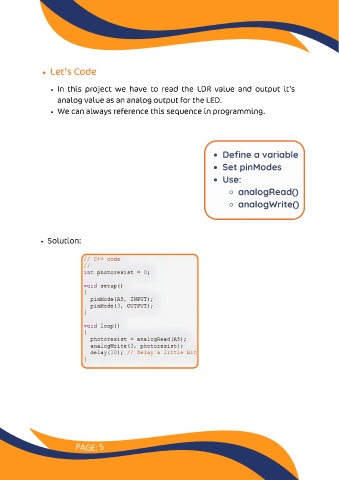 Let's Code
In this project we have to read the LDR value and output it's
analog value as an analog output for the LED.
We can always reference this sequence in programming.
Define a variable
Set pinModes
Use:
analogRead()
analogWrite()
Solution:
// C++ code
//
int photoresist = 0;
void setup()
{
pinMode(A5, INPUT);
pinMode(3, OUTPUT);
}
void loop()
{
photoresist = analogRead(A5);
analogWrite(3, photoresist);
delay(10); // Delay a little bit
}
PAGE: 5